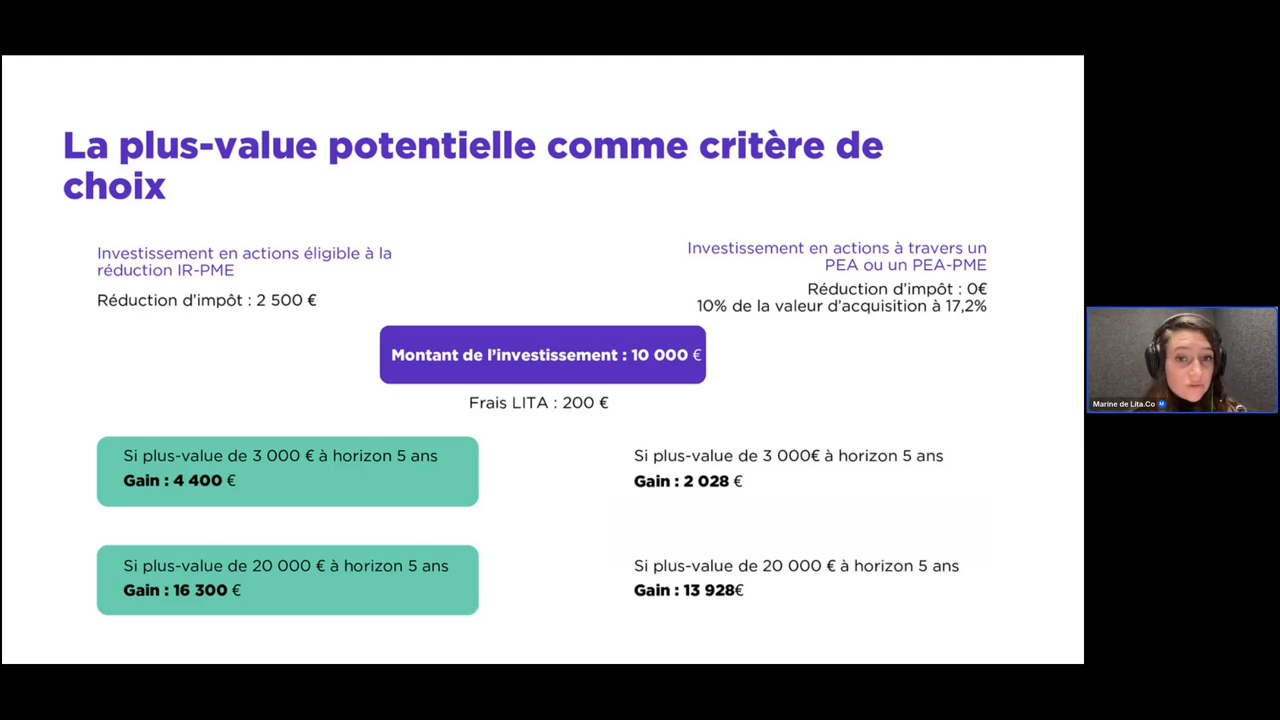 La plus-value potentielle comme critère de
choix
Investissement en actions éligible à la
réduction IR-PME
Réduction d'impôt : 2 500 €
Investissement en actions à travers un
PEA ou un PEA-PME
Réduction d'impôt : 0€
10% de la valeur d'acquisition à 17,2%
Montant de l'investissement : 10 000 €
Frais LITA : 200 €
Si plus-value de 3 000 € à horizon 5 ans
Gain : 4 400 €
Si plus-value de 3 000€ à horizon 5 ans
Gain : 2 028 €
Si plus-value de 20 000 € à horizon 5 ans
Gain : 16 300 €
Si plus-value de 20 000 € à horizon 5 ans
Gain : 13 928€
Marine de Lita.Co